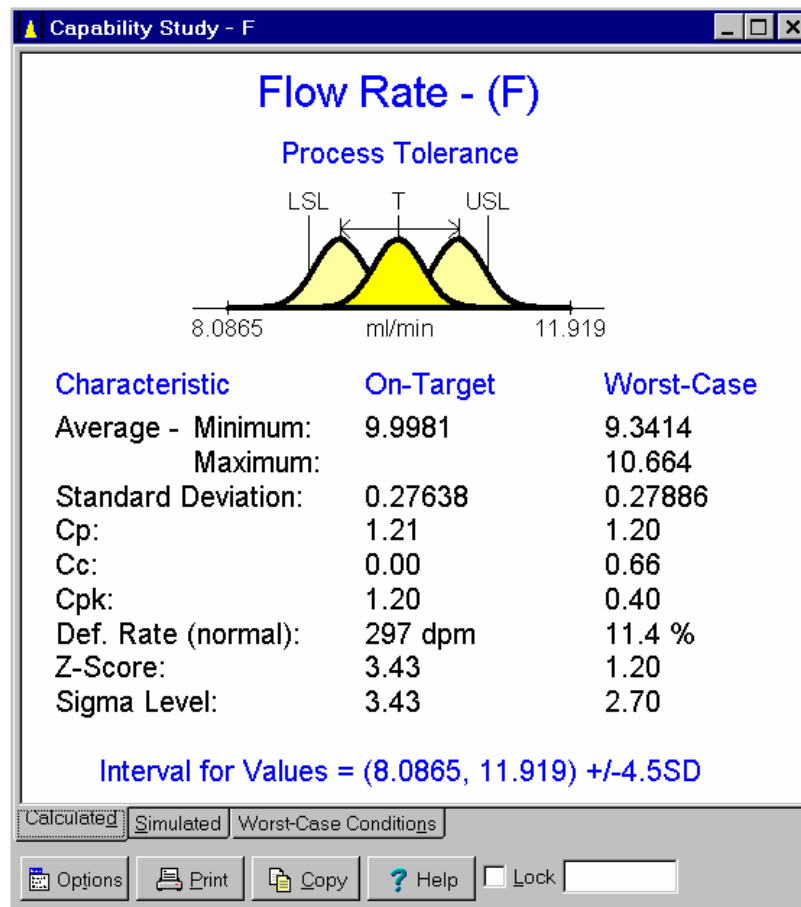 Capability Study - F
Flow Rate - (F)
Process Tolerance
LSL T USL
8.0865 ml/min 11.919
Characteristic On-Target Worst-Case
Average - Minimum: 9.9981 9.3414
Maximum: 10.664
Standard Deviation: 0.27638 0.27886
Cp: 1.21 1.20
Cc: 0.00 0.66
Cpk: 1.20 0.40
Def. Rate (normal): 297 dpm 11.4 %
Z-Score: 3.43 1.20
Sigma Level: 3.43 2.70
Interval for Values = (8.0865, 11.919) +/-4.5SD
Calculated Simulated Worst-Case Conditions
Options Print Copy ? Help Lock